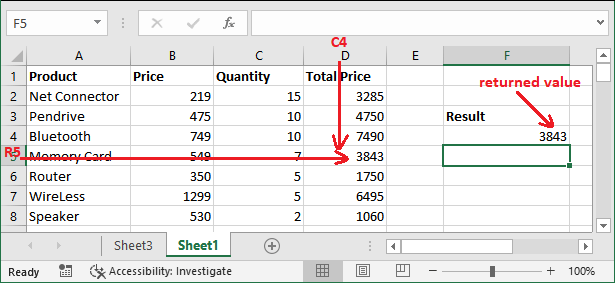 F5 fx
C4
A B C D E F
1 Product Price Quantity Total Price returned value
2 Net Connector 219 15 3285
3 Pendrive 475 10 4750 Result
4 Bluetooth 749 10 7490 3843
R5
5 Memory Card 549 7 3843
6 Router 350 5 1750
7 WireLess 1299 5 6495
8 Speaker 530 2 1060
Sheet3 Sheet1
Ready Accessibility: Investigate 100%